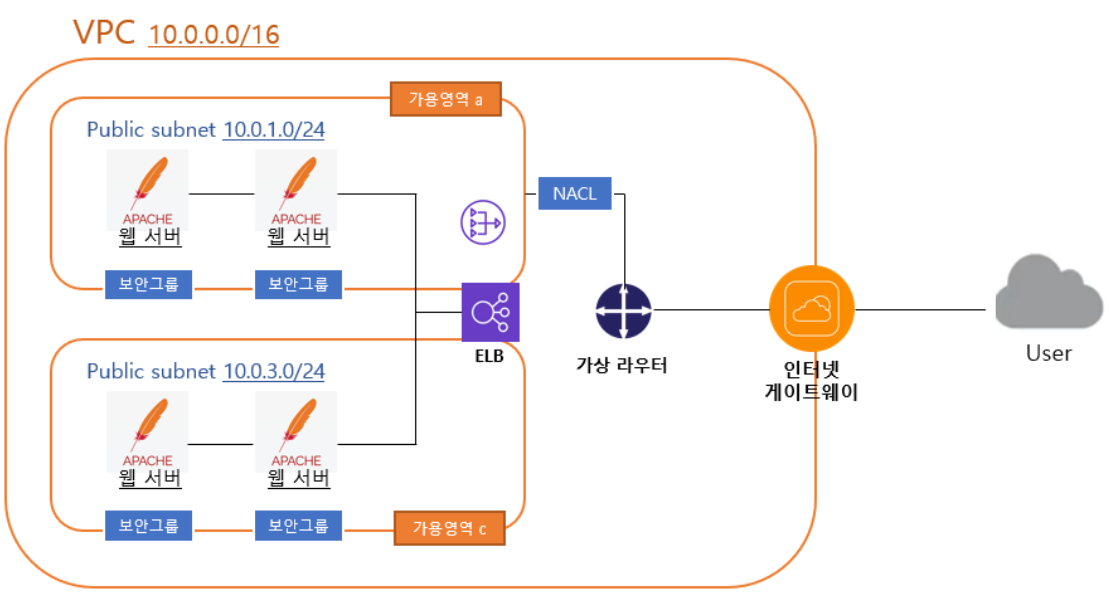 VPC 10.0.0.0/16
가용영역 a
Public subnet 10.0.1.0/24
APACHE
웹 서버
APACHE
웹 서버
보안그룹
보안그룹
NACL
ELB
가상 라우터
인터넷
게이트웨이
User
Public subnet 10.0.3.0/24
APACHE
웹 서버
APACHE
웹 서버
보안그룹
보안그룹
가용영역 c